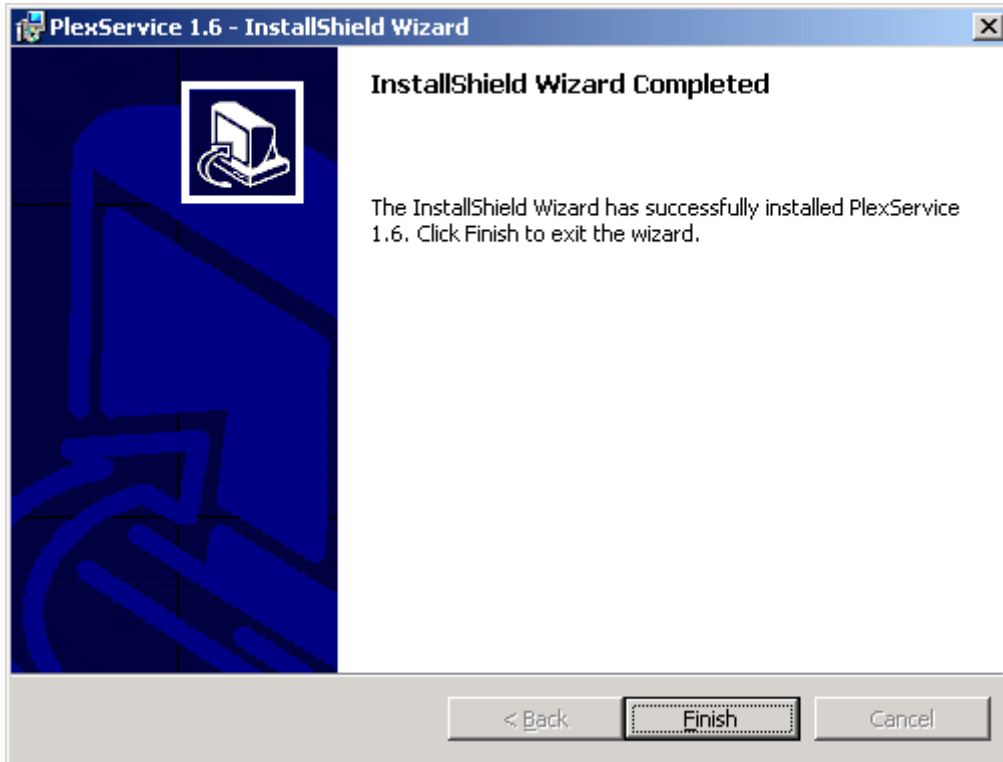 PlexService 1.6 - InstallShield Wizard
InstallShield Wizard Completed
The InstallShield Wizard has successfully installed PlexService
1.6. Click Finish to exit the wizard.
< Back
Finish
Cancel